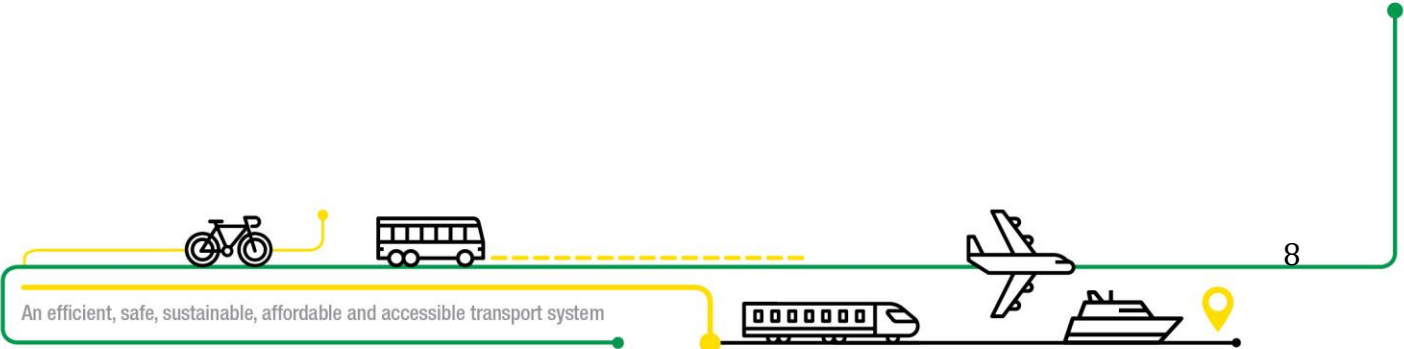 8
An efficient, safe, sustainable, affordable and accessible transport system